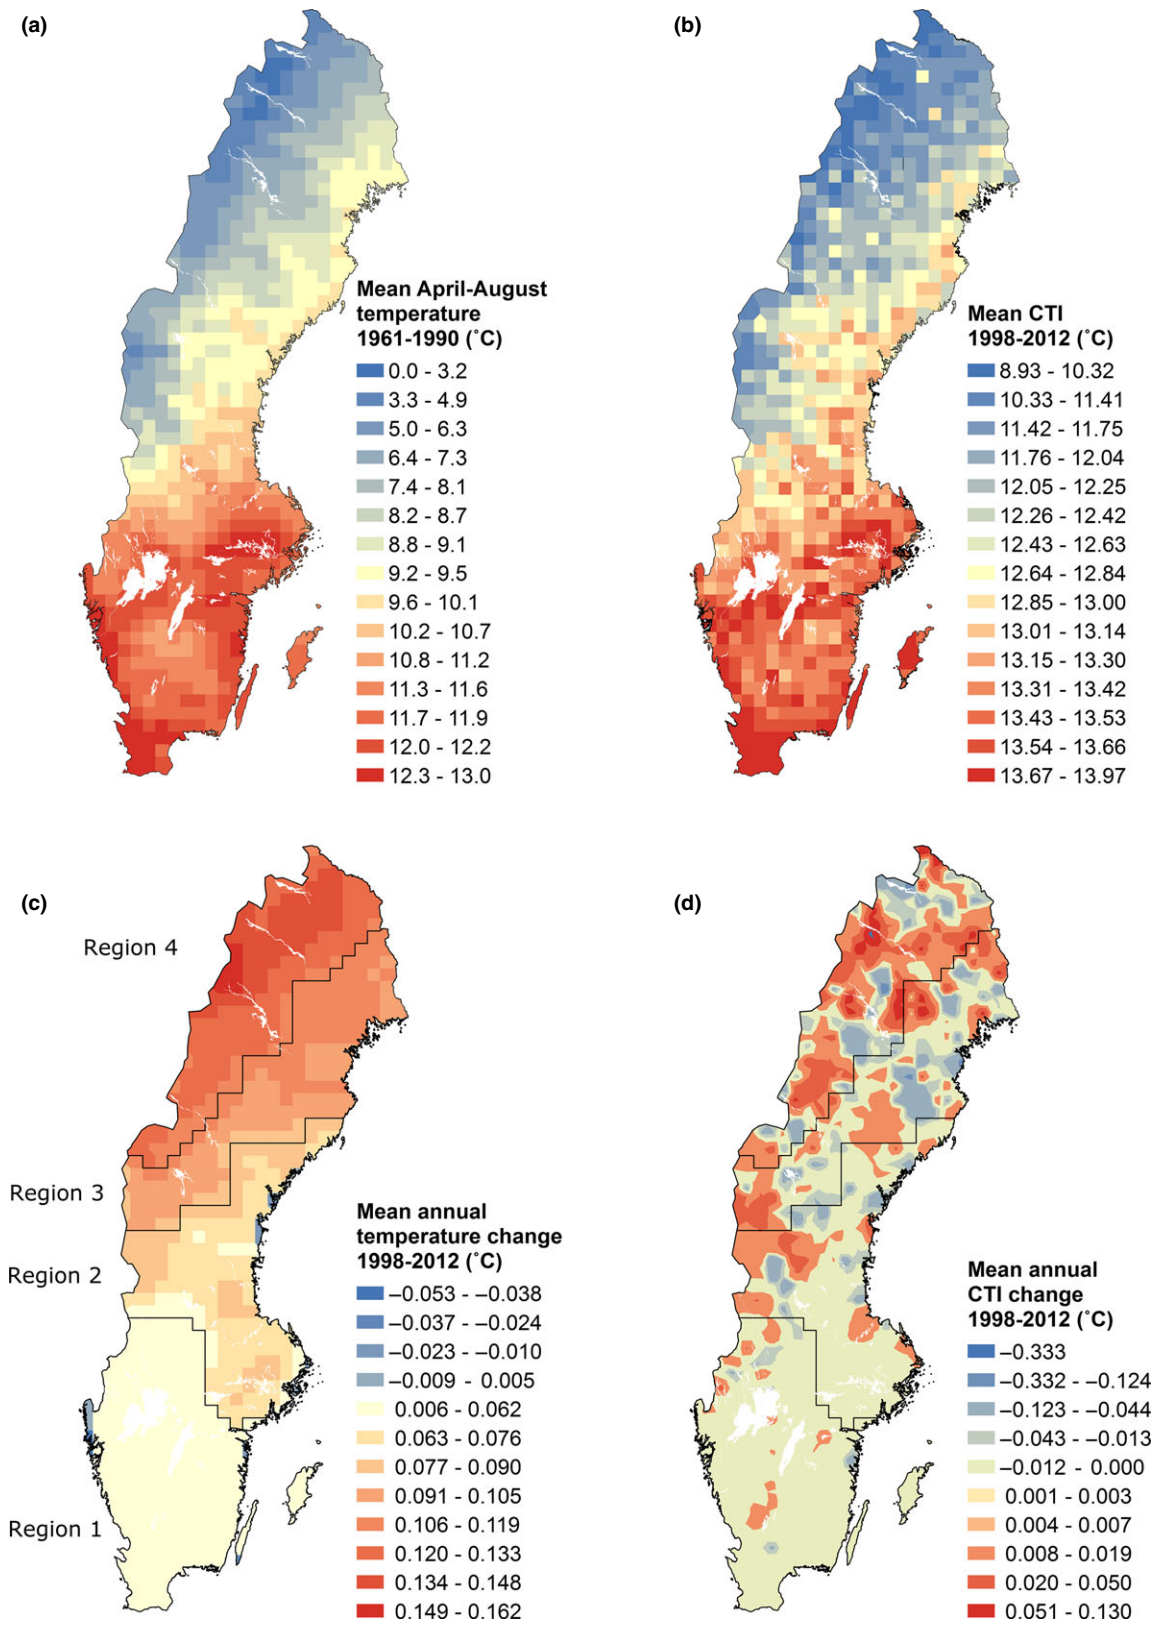 (a)
Mean April-August
temperature
1961-1990 (˚C)
0.0 - 3.2
3.3 - 4.9
5.0 - 6.3
6.4 - 7.3
7.4 - 8.1
8.2 - 8.7
8.8 - 9.1
9.2 - 9.5
9.6 - 10.1
10.2 - 10.7
10.8 - 11.2
11.3 - 11.6
11.7 - 11.9
12.0 - 12.2
12.3 - 13.0
(b)
Mean CTI
1998-2012 (˚C)
8.93 - 10.32
10.33 - 11.41
11.42 - 11.75
11.76 - 12.04
12.05 - 12.25
12.26 - 12.42
12.43 - 12.63
12.64 - 12.84
12.85 - 13.00
13.01 - 13.14
13.15 - 13.30
13.31 - 13.42
13.43 - 13.53
13.54 - 13.66
13.67 - 13.97
(c)
Region 4
Region 3
Region 2
Region 1
Mean annual
temperature change
1998-2012 (˚C)
−0.053 - −0.038
−0.037 - −0.024
−0.023 - −0.010
−0.009 - 0.005
0.006 - 0.062
0.063 - 0.076
0.077 - 0.090
0.091 - 0.105
0.106 - 0.119
0.120 - 0.133
0.134 - 0.148
0.149 - 0.162
(d)
Mean annual
CTI change
1998-2012 (˚C)
−0.333
−0.332 - −0.124
−0.123 - −0.044
−0.043 - −0.013
−0.012 - 0.000
0.001 - 0.003
0.004 - 0.007
0.008 - 0.019
0.020 - 0.050
0.051 - 0.130